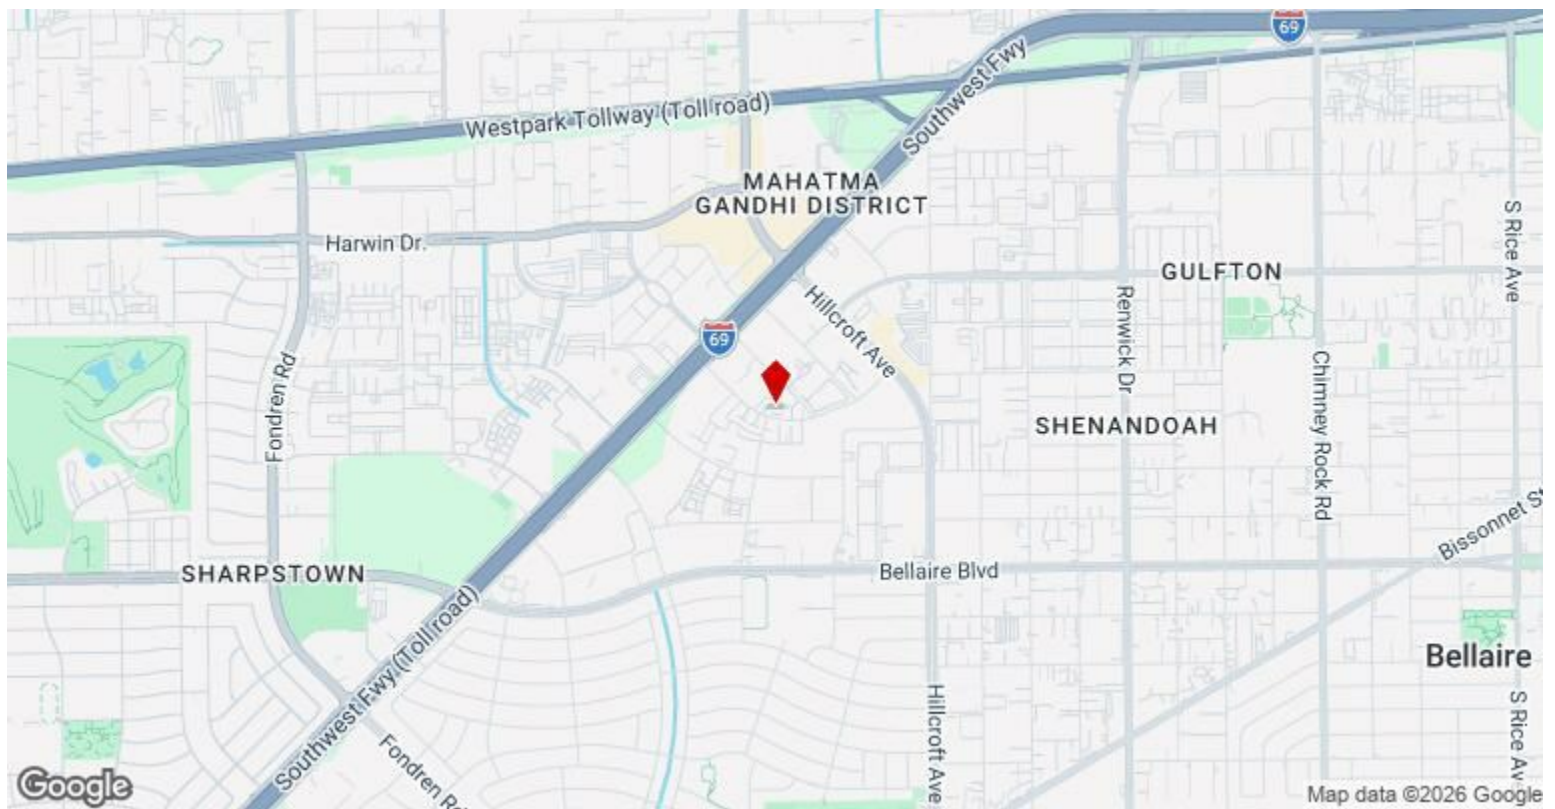 69
Southwest Fwy
Westpark Tollway (Toll road)
MAHATMA
GANDHI DISTRICT
Harwin Dr.
S Rice Ave
GULFTON
Hillcroft Ave
Renwick Dr
69
Fondren Rd
Chimney Rock Rd
SHENANDOAH
Bissonnet St
SHARPSTOWN
Bellaire Blvd
Southwest Fwy (Toll road)
Bellaire
Hillcroft Ave
S Rice Ave
Fondren Rd
Google
Map data ©2026 Google